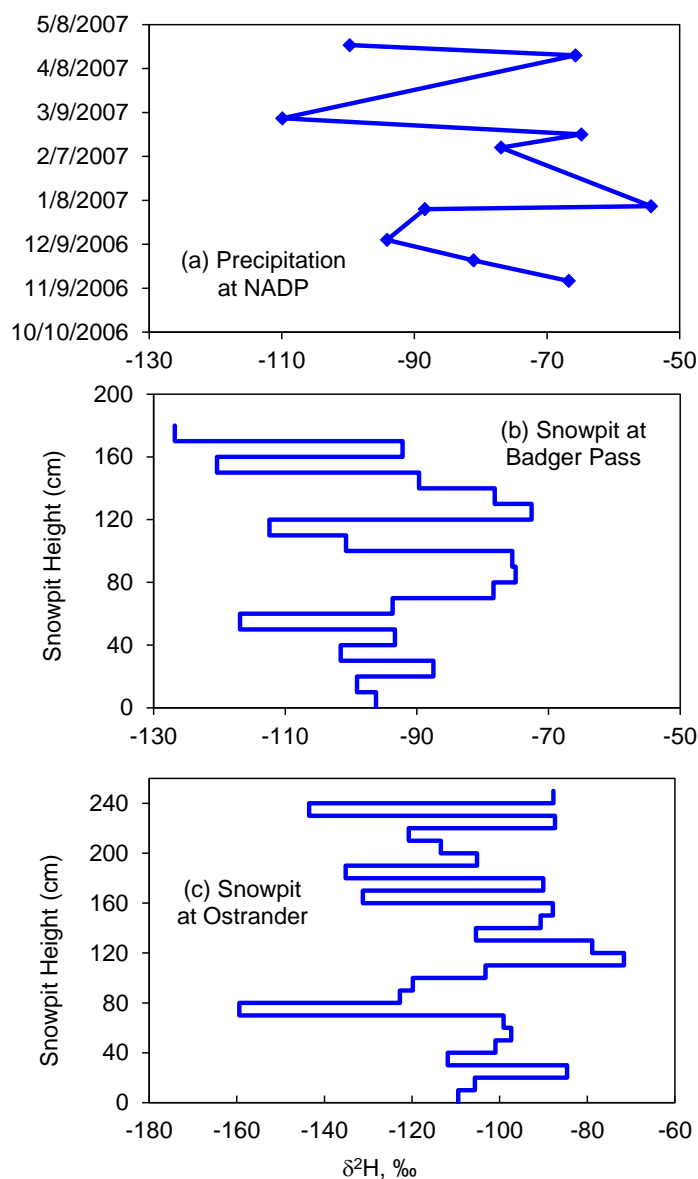 5/8/2007
4/8/2007
3/9/2007
2/7/2007
1/8/2007
12/9/2006
11/9/2006
10/10/2006
(a) Precipitation
at NADP
-130 -110 -90 -70 -50
200
160
120
80
40
0
Snowpit Height (cm)
(b) Snowpit at
Badger Pass
-130 -110 -90 -70 -50
240
200
160
120
80
40
0
Snowpit Height (cm)
(c) Snowpit
at Ostrander
-180 -160 -140 -120 -100 -80 -60
δ²H, ‰